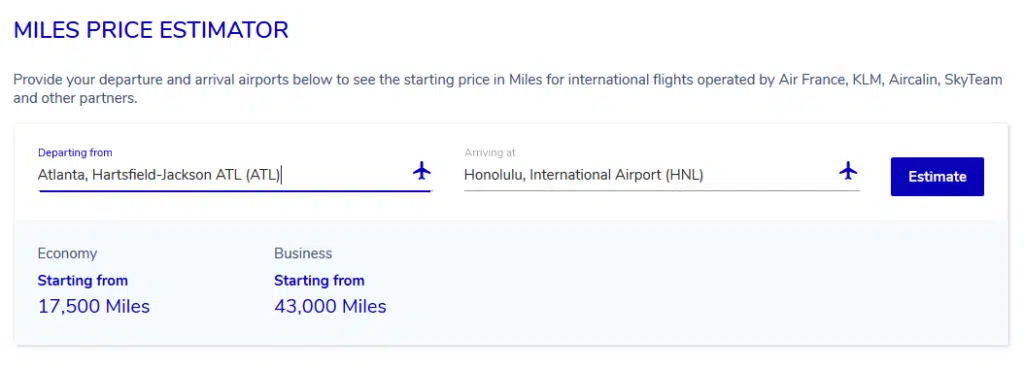 MILES PRICE ESTIMATOR
Provide your departure and arrival airports below to see the starting price in Miles for international flights operated by Air France, KLM, Aircalin, SkyTeam
and other partners.
Departing from
Atlanta, Hartsfield-Jackson ATL (ATL)
Arriving at
Honolulu, International Airport (HNL)
Estimate
Economy
Starting from
17,500 Miles
Business
Starting from
43,000 Miles